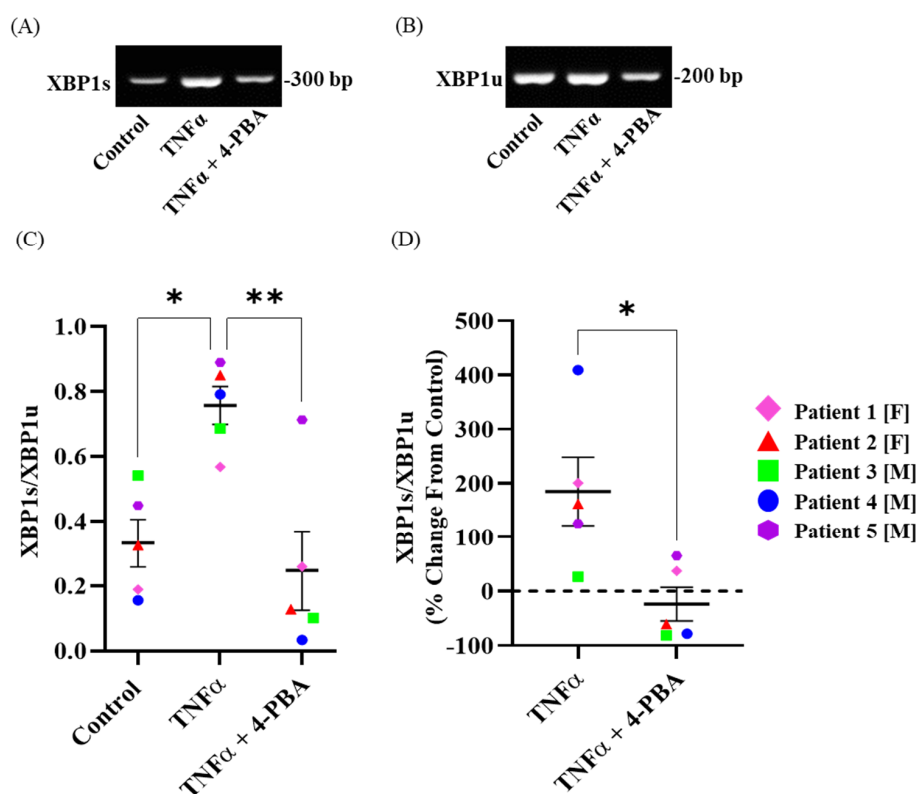 (A)
XBP1s
-300 bp
Control
TNFα
TNFα + 4-PBA
(B)
XBP1u
-200 bp
Control
TNFα
TNFα + 4-PBA
(C)
XBP1s/XBP1u
1.0
0.8
0.6
0.4
0.2
0.0
*
**
Control
TNFα
TNFα + 4-PBA
(D)
XBP1s/XBP1u
(% Change From Control)
500
400
300
200
100
0
-100
*
TNFα
TNFα + 4-PBA
Patient 1 [F]
Patient 2 [F]
Patient 3 [M]
Patient 4 [M]
Patient 5 [M]